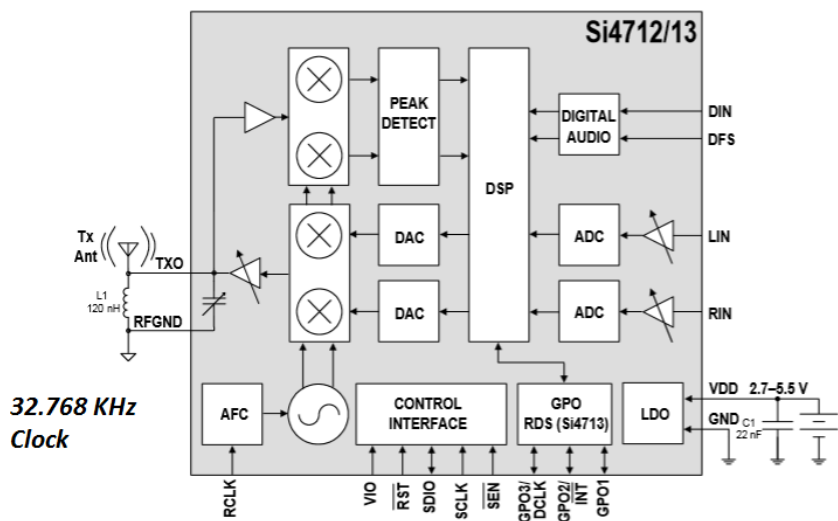 Si4712/13
PEAK
DETECT
DSP
DIGITAL
AUDIO
DIN
DFS
Tx
Ant
TXO
DAC
ADC
LIN
L1
120 nH
RFGND
DAC
ADC
RIN
32.768 KHz
Clock
AFC
CONTROL
INTERFACE
GPO
RDS (Si4713)
LDO
VDD 2.7–5.5 V
GND
C1
22 nF
RCLK
VIO
RST
SDIO
SCLK
SEN
GPO3/
DCLK
GPO2/
INT
GPO1